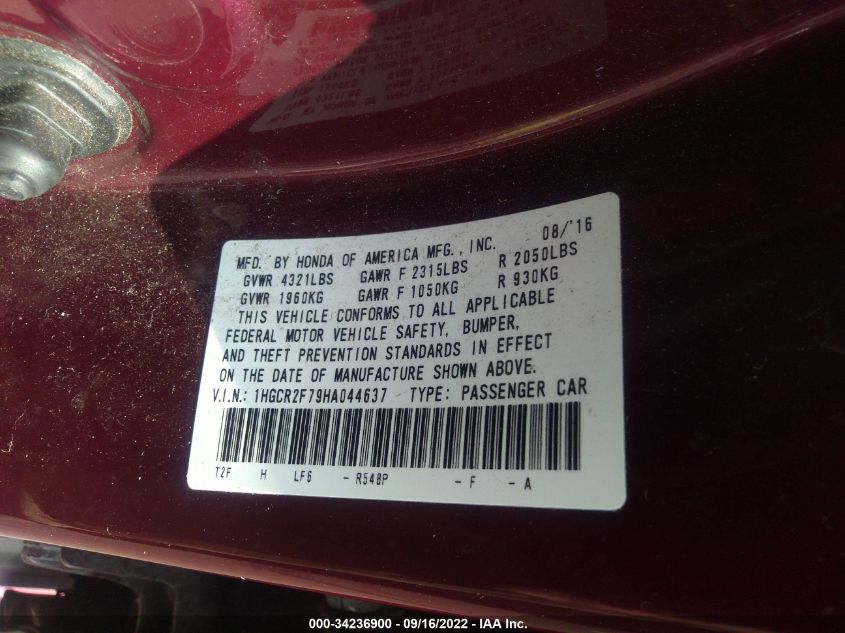 MFD. BY HONDA OF AMERICA MFG., INC. 08/'16
GVWR 4321LBS GAWR F 2315LBS R 2050LBS
GVWR 1960KG GAWR F 1050KG R 930KG
THIS VEHICLE CONFORMS TO ALL APPLICABLE
FEDERAL MOTOR VEHICLE SAFETY, BUMPER,
AND THEFT PREVENTION STANDARDS IN EFFECT
ON THE DATE OF MANUFACTURE SHOWN ABOVE.
V.I.N.: 1HGCR2F79HA044637 TYPE: PASSENGER CAR
T2F H LF6 - R548P - F - A
000-34236900 - 09/16/2022 - IAA Inc.